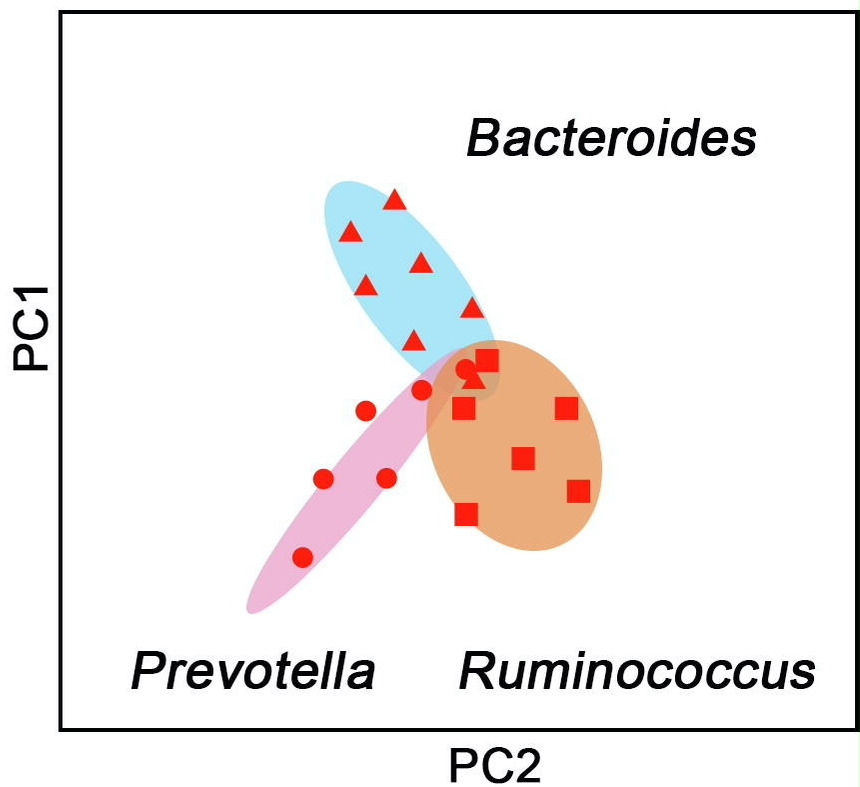 Bacteroides
PC1
Prevotella
Ruminococcus
PC2